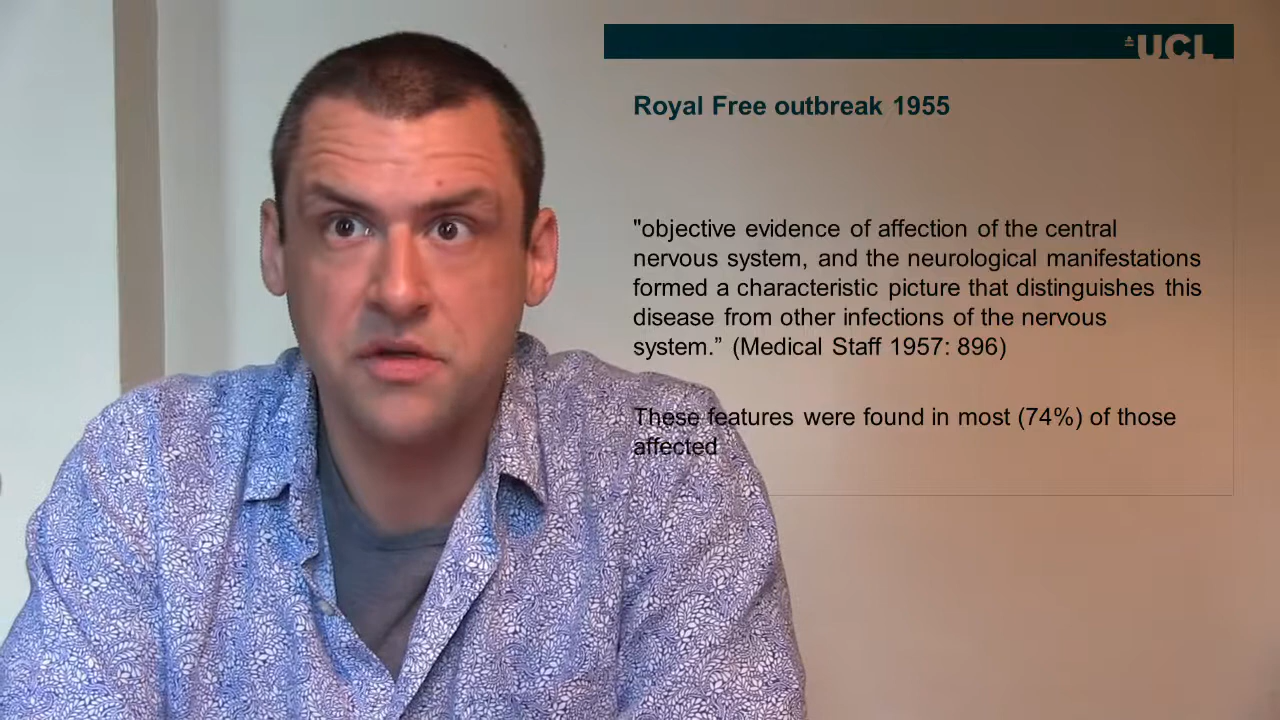 UCL
Royal Free outbreak 1955
"objective evidence of affection of the central
nervous system, and the neurological manifestations
formed a characteristic picture that distinguishes this
disease from other infections of the nervous
system.” (Medical Staff 1957: 896)
These features were found in most (74%) of those
affected